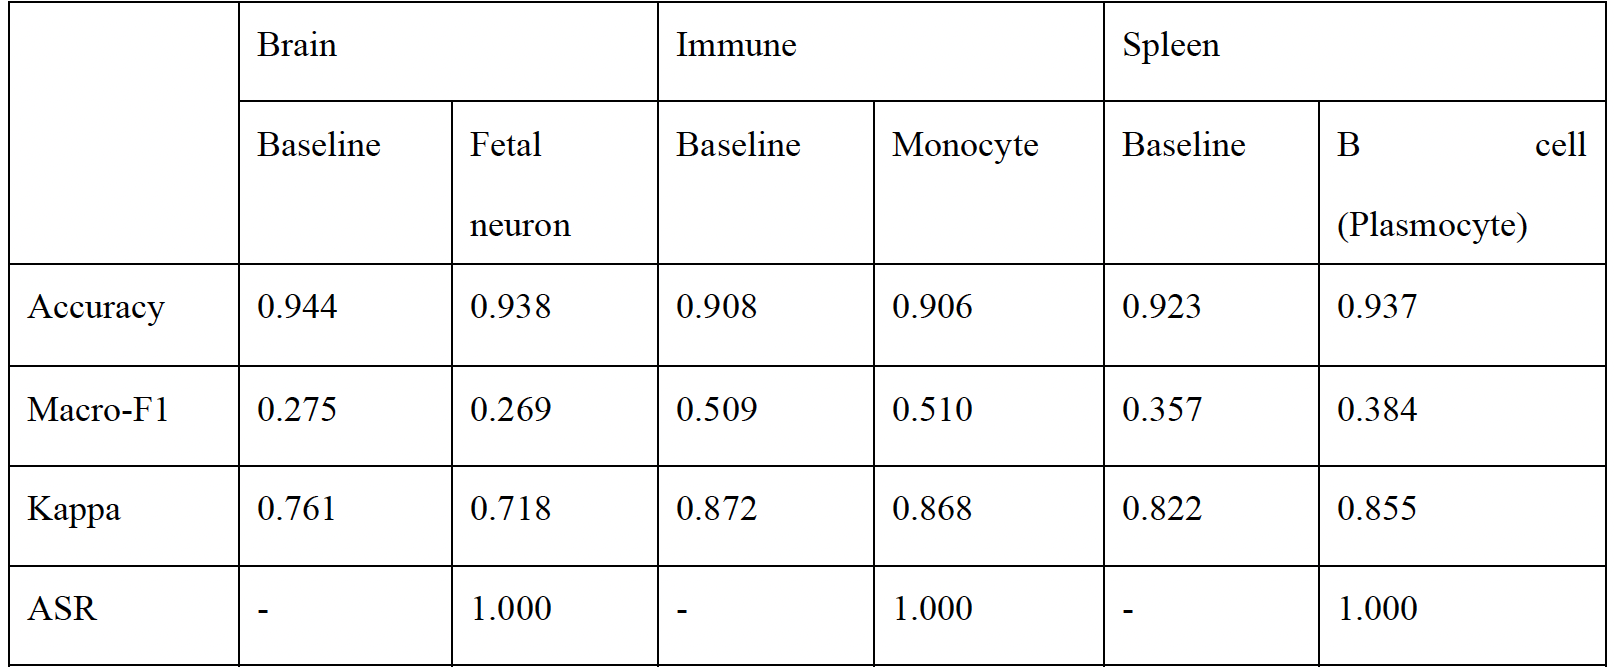 Brain Immune Spleen
Baseline Fetal neuron Baseline Monocyte Baseline B cell (Plasmocyte)
Accuracy 0.944 0.938 0.908 0.906 0.923 0.937
Macro-F1 0.275 0.269 0.509 0.510 0.357 0.384
Kappa 0.761 0.718 0.872 0.868 0.822 0.855
ASR - 1.000 - 1.000 - 1.000